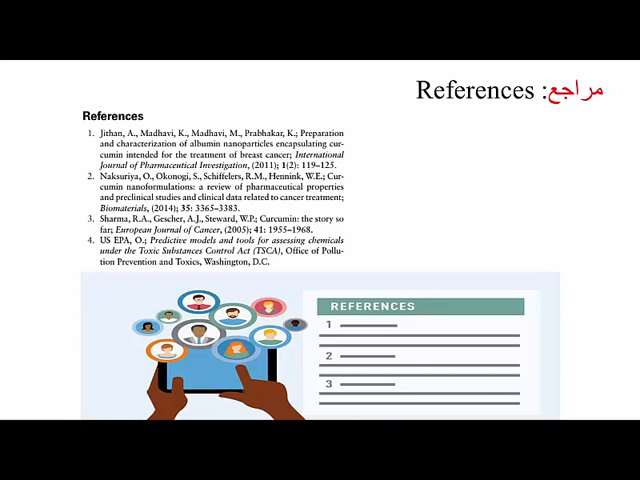 References :مراجع
References
1. Jithan, A., Madhavi, K., Madhavi, M., Prabhakar, K.; Preparation
and characterization of albumin nanoparticles encapsulating cur-
cumin intended for the treatment of breast cancer; International
Journal of Pharmaceutical Investigation, (2011); 1(2): 119–125.
2. Naksuriya, O., Okonogi, S., Schiffelers, R.M., Hennink, W.E.; Cur-
cumin nanoformulations: a review of pharmaceutical properties
and preclinical studies and clinical data related to cancer treatment;
Biomaterials, (2014); 35: 3365–3383.
3. Sharma, R.A., Gescher, A.J., Steward, W.P.; Curcumin: the story so
far; European Journal of Cancer, (2005); 41: 1955–1968.
4. US EPA, O.; Predictive models and tools for assessing chemicals
under the Toxic Substances Control Act (TSCA), Office of Pollu-
tion Prevention and Toxics, Washington, D.C.
REFERENCES
1
2
3